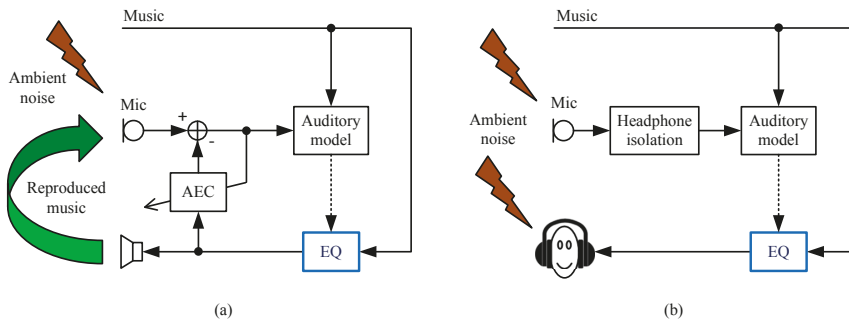 Music
Ambient
noise
Mic
+
-
Auditory
model
Reproduced
music
AEC
EQ
(a)
Music
Ambient
noise
Mic
Headphone
isolation
Auditory
model
EQ
(b)